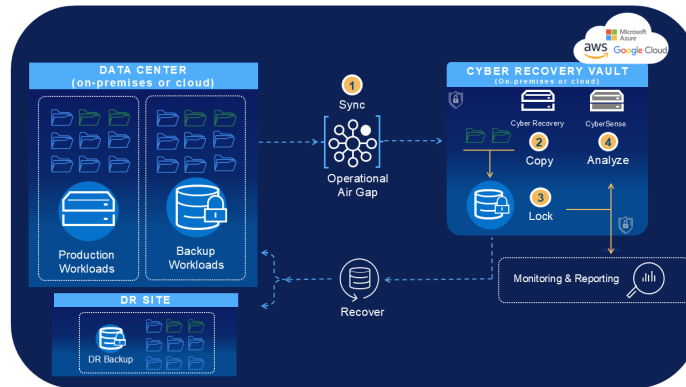 Microsoft
Azure
aws
Google Cloud
DATA CENTER
(on-premises or cloud)
Production
Workloads
Backup
Workloads
1
Sync
Operational
Air Gap
CYBER RECOVERY VAULT
(On-premises or cloud)
Cyber Recovery
CyberSense
2
Copy
4
Analyze
3
Lock
Monitoring & Reporting
Recover
DR SITE
DR Backup